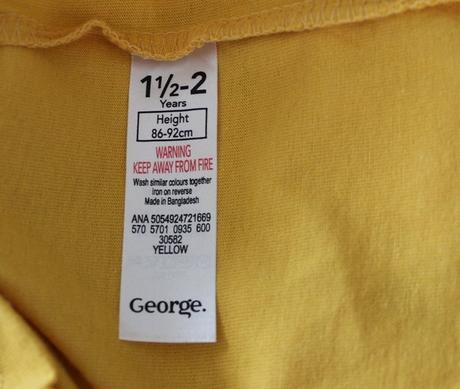 1½-2
Years
Height
86-92cm
WARNING
KEEP AWAY FROM FIRE
Wash similar colours together
Iron on reverse
Made in Bangladesh
ANA 5054924721669
570 5701 0935 600
30582
YELLOW
George.